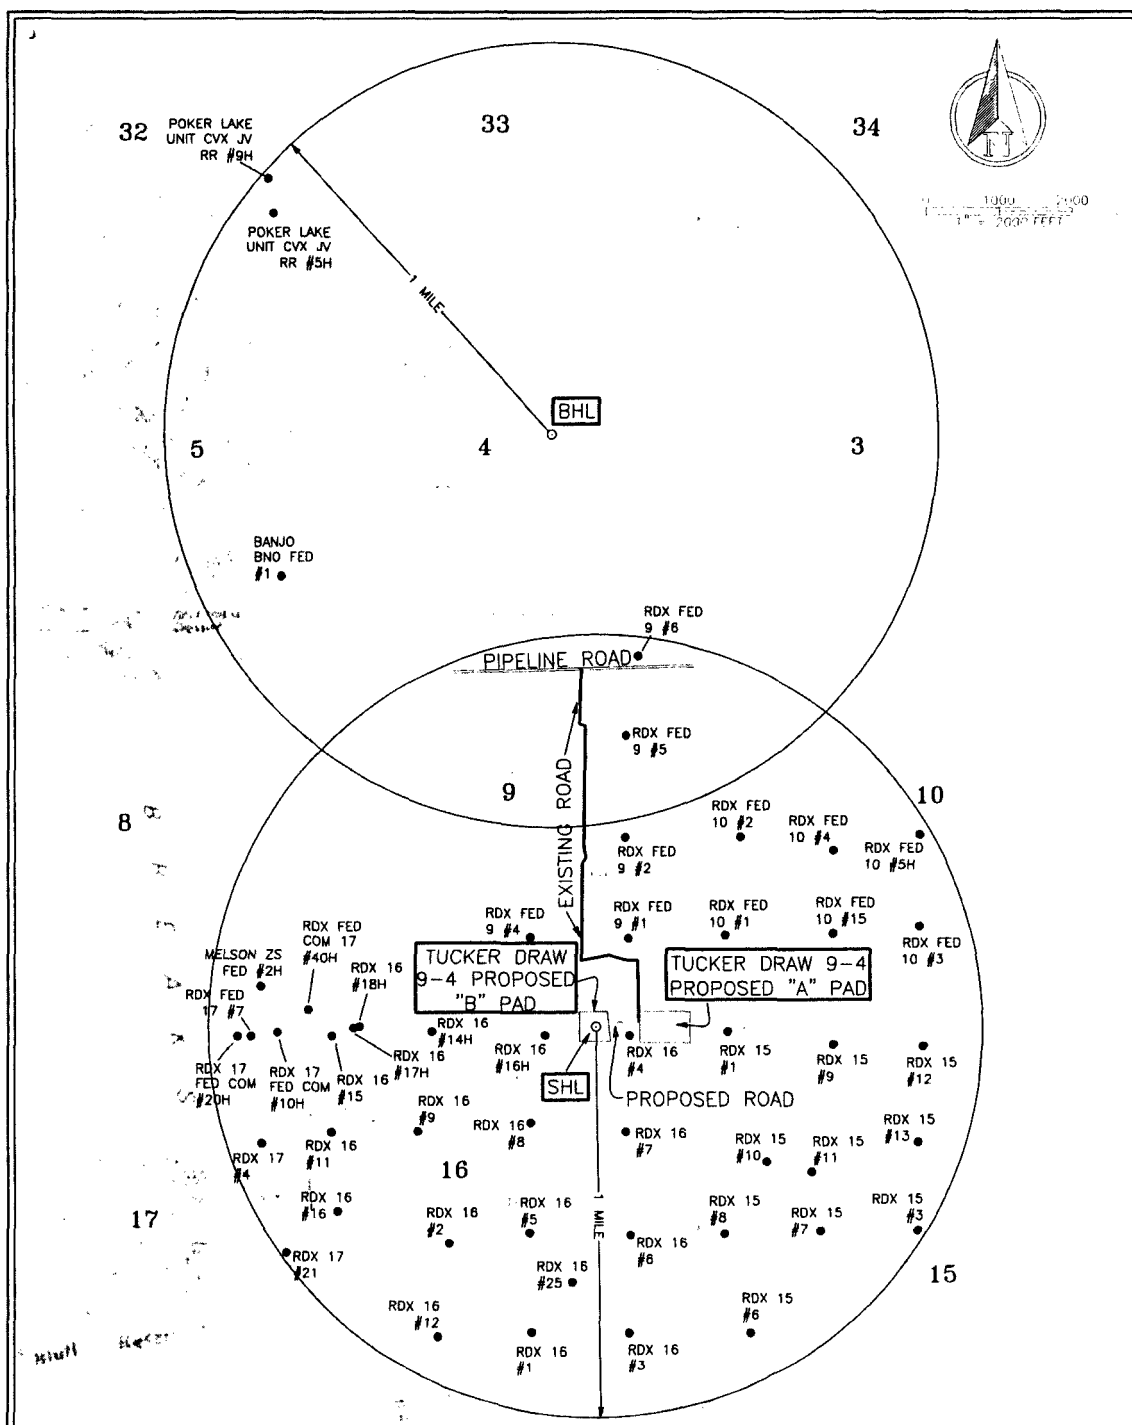 32
33
34
POKER LAKE
UNIT CVX JV
RR #9H
POKER LAKE
UNIT CVX JV
RR #5H
N
0 1000 2000
1" = 2000 FEET
1 MILE
BHL
5
4
3
BANJO
BNO FED
#1
RDX FED
9 #6
PIPELINE ROAD
RDX FED
9 #5
EXISTING ROAD
9
10
8
RDX FED
9 #2
RDX FED
10 #2
RDX FED
10 #4
RDX FED
10 #5H
RDX FED
9 #4
RDX FED
9 #1
RDX FED
10 #1
RDX FED
10 #15
RDX FED
10 #3
MELSON ZS
FED
#2H
RDX FED
COM 17
#40H
RDX 16
#18H
RDX FED
17 #7
TUCKER DRAW
9-4 PROPOSED
"B" PAD
TUCKER DRAW 9-4
PROPOSED "A" PAD
RDX 17
FED COM
#20H
RDX 17
FED COM
#10H
RDX 16
#15
RDX 16
#17H
RDX 16
#14H
RDX 16
#16H
SHL
RDX 16
#4
PROPOSED ROAD
RDX 15
#1
RDX 15
#9
RDX 15
#12
RDX 17
#4
RDX 16
#11
RDX 16
#9
RDX 16
#8
RDX 16
#7
RDX 15
#10
RDX 15
#11
RDX 15
#13
16
17
RDX 16
#16
RDX 16
#2
RDX 16
#5
1 MILE
RDX 16
#6
RDX 15
#8
RDX 15
#7
RDX 15
#3
15
RDX 17
#21
RDX 16
#25
RDX 16
#12
RDX 16
#1
RDX 16
#3
RDX 15
#6
Bluff